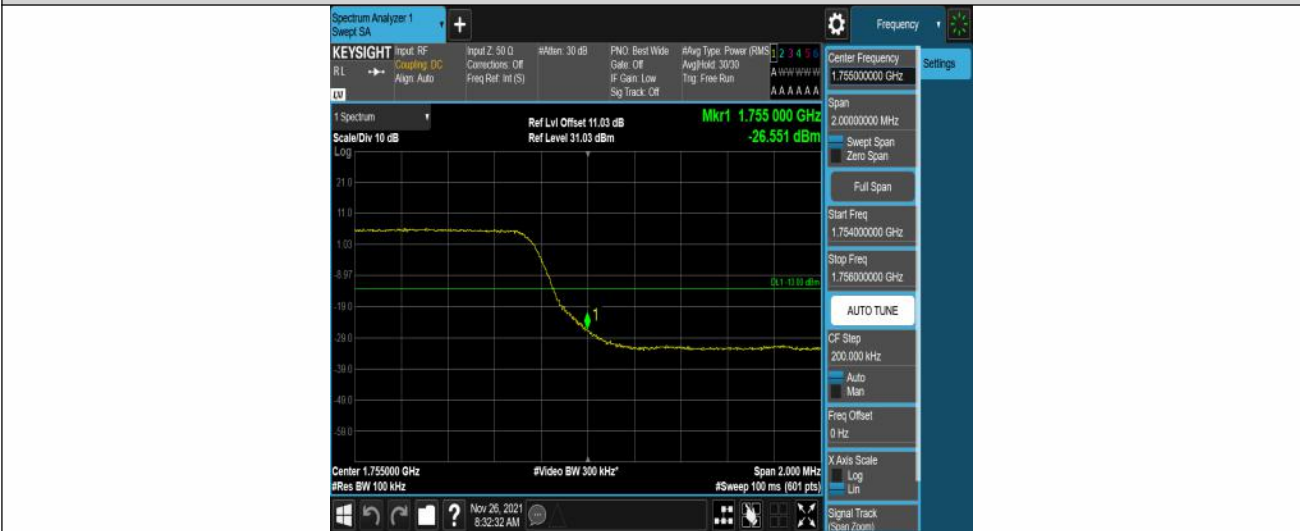 Spectrum Analyzer 1
Swept SA
+
Frequency
KEYSIGHT
Input: RF
Coupling: DC
Align: Auto
RL
LV
Input Z: 50 Ω
Corrections: Off
Freq Ref: Int (S)
#Atten: 30 dB
PNO: Best Wide
Gate: Off
IF Gain: Low
Sig Track: Off
#Avg Type: Power (RMS
Avg|Hold: 30/30
Trig: Free Run
1 2 3 4 5 6
A W W W W W
A A A A A A
1 Spectrum
Scale/Div 10 dB
Log
Ref Lvl Offset 11.03 dB
Ref Level 31.03 dBm
Mkr1 1.755 000 GHz
-26.551 dBm
21.0
11.0
1.03
-8.97
-19.0
-29.0
-39.0
-49.0
-59.0
DL1 -13.00 dBm
1
Center 1.755000 GHz
#Res BW 100 kHz
#Video BW 300 kHz*
Span 2.000 MHz
#Sweep 100 ms (601 pts)
Nov 26, 2021
8:32:32 AM
?
Center Frequency
1.755000000 GHz
Settings
Span
2.00000000 MHz
Swept Span
Zero Span
Full Span
Start Freq
1.754000000 GHz
Stop Freq
1.756000000 GHz
AUTO TUNE
CF Step
200.000 kHz
Auto
Man
Freq Offset
0 Hz
X Axis Scale
Log
Lin
Signal Track
(Span Zoom)